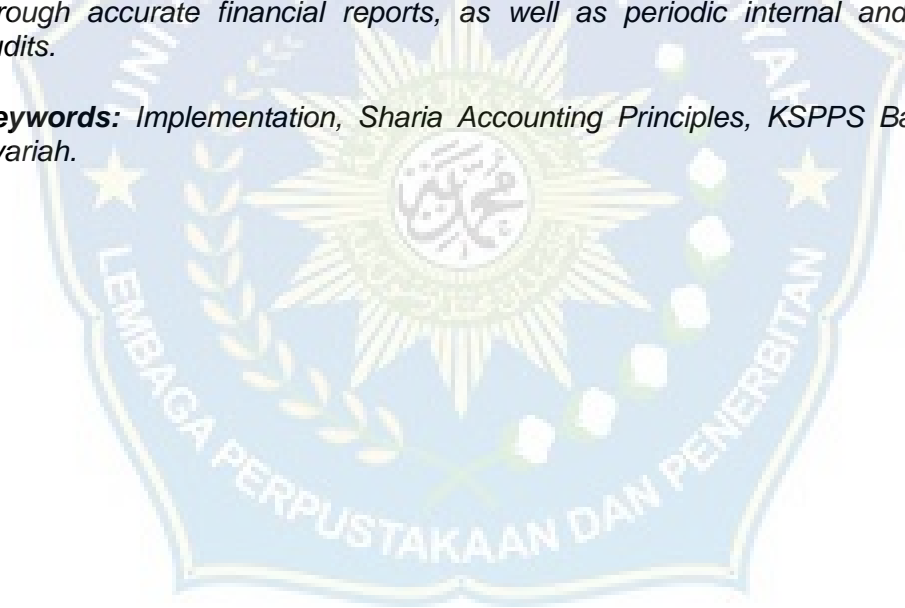 rough accurate financial reports, as well as periodic internal and
udits.
eywords: Implementation, Sharia Accounting Principles, KSPPS Ba
yariah.
LEMBAGA PERPUSTAKAAN DAN PENERBITAN